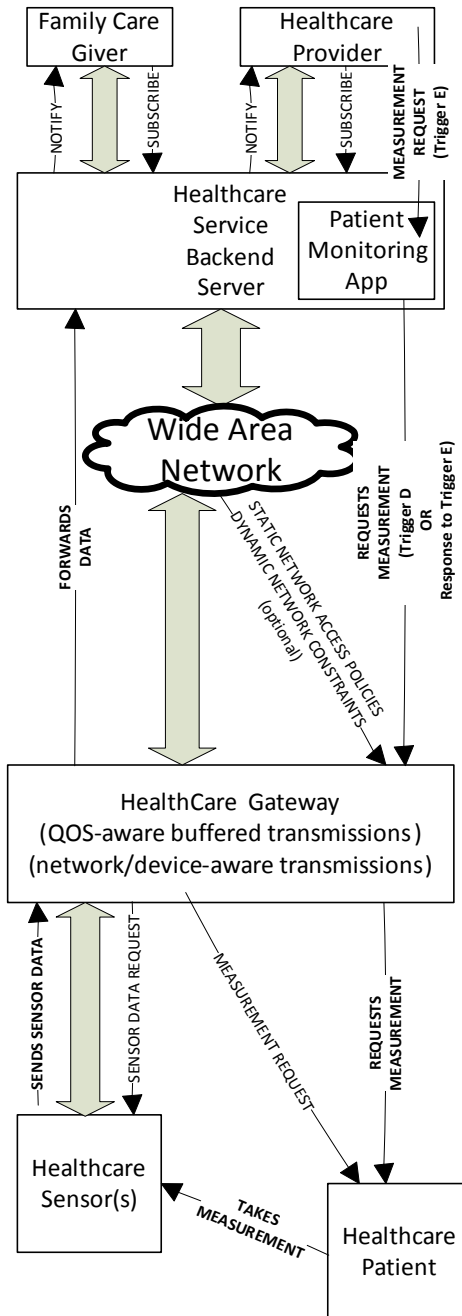 Family Care
Giver
Healthcare
Provider
NOTIFY
SUBSCRIBE
NOTIFY
SUBSCRIBE
MEASUREMENT
REQUEST
(Trigger E)
Healthcare
Service
Backend
Server
Patient
Monitoring
App
Wide Area
Network
FORWARDS
DATA
STATIC NETWORK ACCESS POLICIES
DYNAMIC NETWORK CONSTRAINTS
(optional)
REQUESTS
MEASUREMENT
(Trigger D
OR
Response to Trigger E)
HealthCare Gateway
(QOS-aware buffered transmissions)
(network/device-aware transmissions)
SENDS SENSOR DATA
SENSOR DATA REQUEST
MEASUREMENT REQUEST
REQUESTS
MEASUREMENT
Healthcare
Sensor(s)
TAKES
MEASUREMENT
Healthcare
Patient